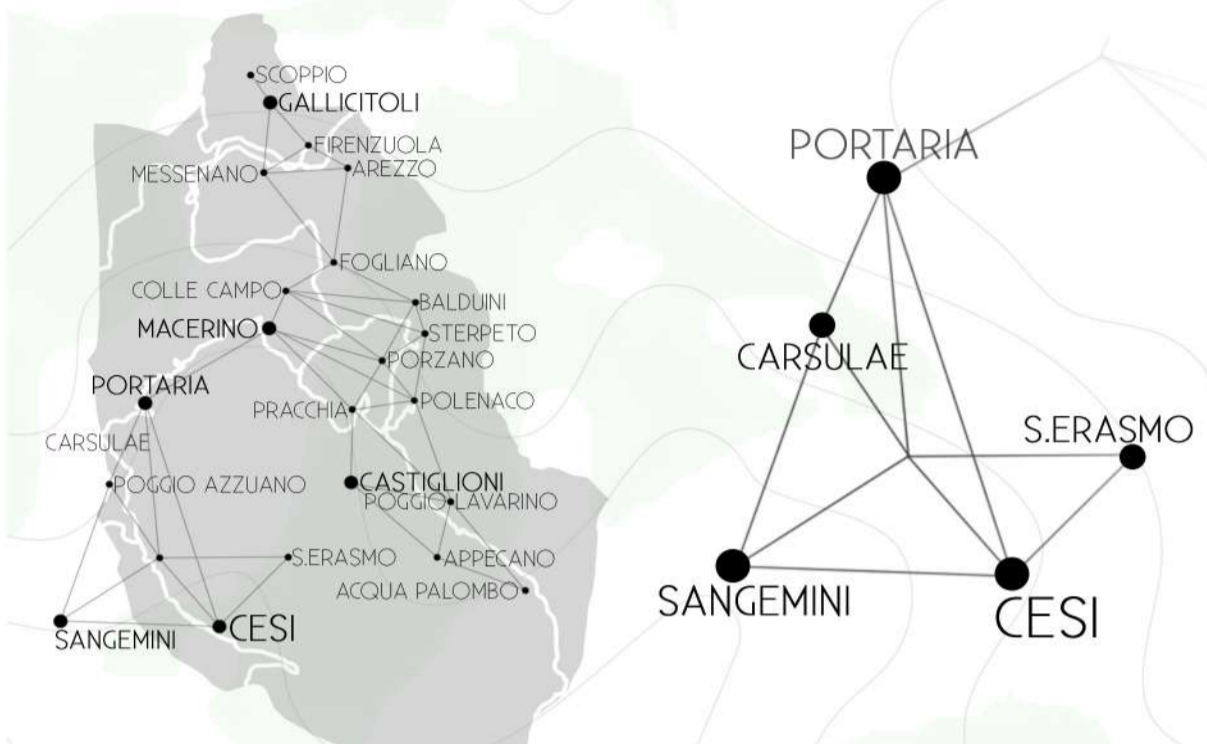 SCOPPIO
GALLICITOLI
FIRENZUOLA
MESSENANO
AREZZO
FOGLIANO
COLLE CAMPO
BALDUINI
MACERINO
STERPETO
PORZANO
PORTARIA
POLENACO
PRACCHIA
CARSULAE
POGGIO AZZUANO
CASTIGLIONI
POGGIO LAVARINO
S.ERASMO
APPECANO
ACQUA PALOMBO
SANGEMINI
CESI
PORTARIA
CARSULAE
S.ERASMO
SANGEMINI
CESI